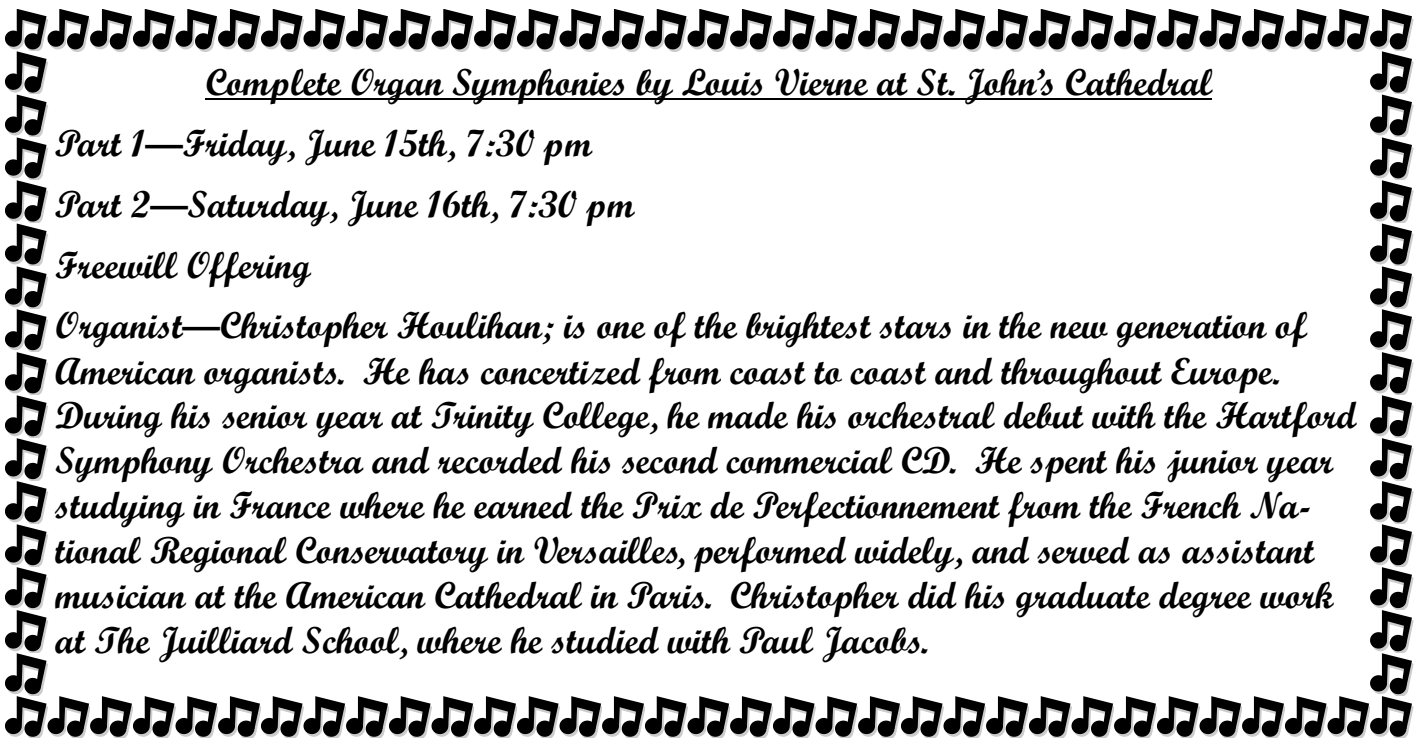 Complete Organ Symphonies by Louis Vierne at St. John's Cathedral
Part 1—Friday, June 15th, 7:30 pm
Part 2—Saturday, June 16th, 7:30 pm
Freewill Offering
Organist—Christopher Houlihan; is one of the brightest stars in the new generation of
American organists.  He has concertized from coast to coast and throughout Europe.
During his senior year at Trinity College, he made his orchestral debut with the Hartford
Symphony Orchestra and recorded his second commercial CD.  He spent his junior year
studying in France where he earned the Prix de Perfectionnement from the French Na-
tional Regional Conservatory in Versailles, performed widely, and served as assistant
musician at the American Cathedral in Paris.  Christopher did his graduate degree work
at The Juilliard School, where he studied with Paul Jacobs.